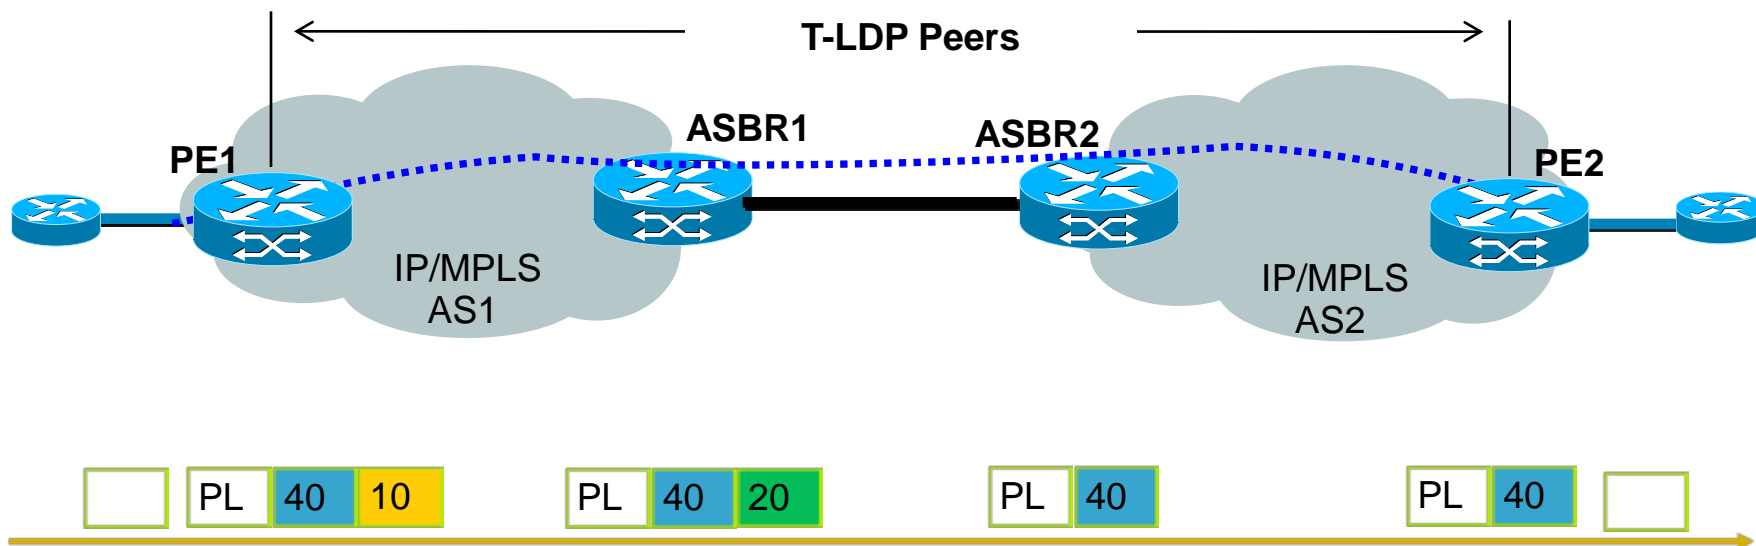 T-LDP Peers
PE1
ASBR1
ASBR2
PE2
IP/MPLS
AS1
IP/MPLS
AS2
PL 40 10
PL 40 20
PL 40
PL 40